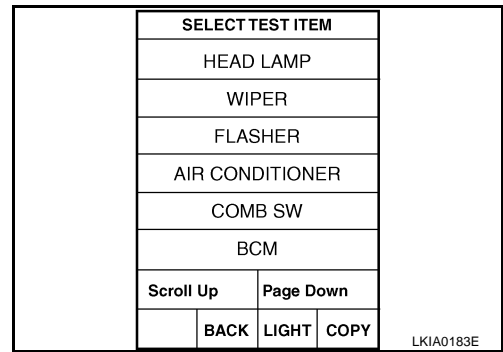 SELECT TEST ITEM
HEAD LAMP
WIPER
FLASHER
AIR CONDITIONER
COMB SW
BCM
Scroll Up Page Down
BACK LIGHT COPY
LKIA0183E